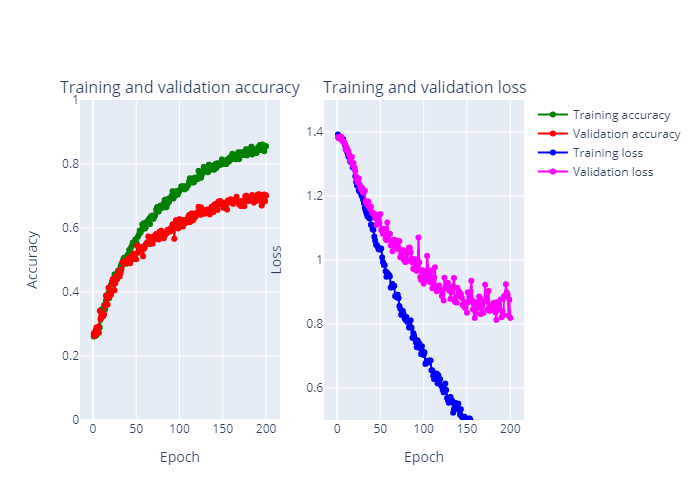 Training and validation accuracy
Training and validation loss
1
0.8
0.6
0.4
0.2
0
0
50
100
150
200
Accuracy
Epoch
1.4
1.2
1
0.8
0.6
0
50
100
150
200
Loss
Epoch
Training accuracy
Validation accuracy
Training loss
Validation loss